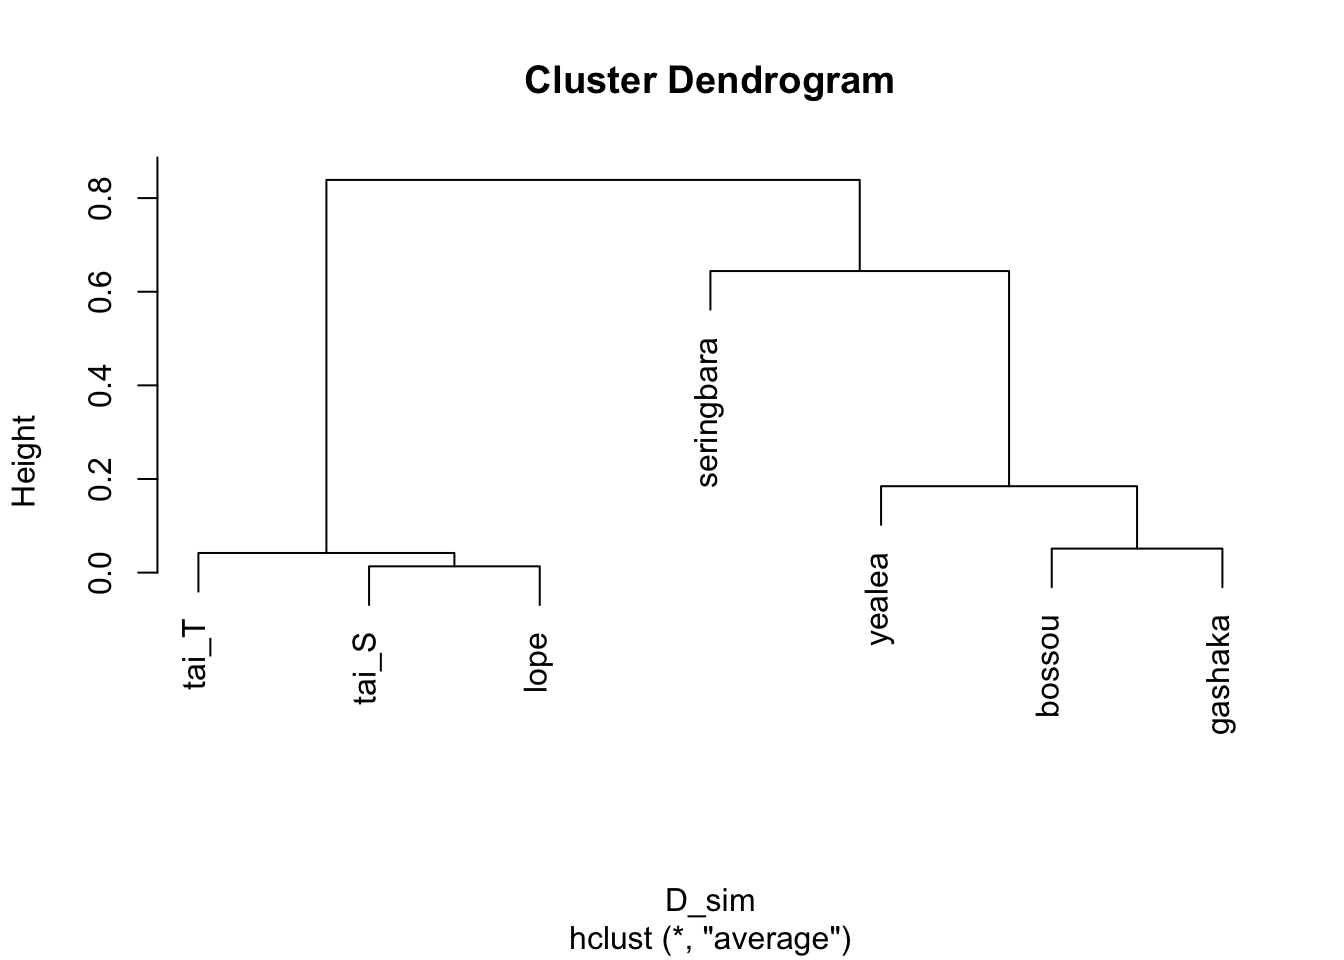 Cluster Dendrogram
Height
0.0
0.2
0.4
0.6
0.8
tai_T
tai_S
lope
seringbara
yealea
bossou
gashaka
D_sim
hclust (*, "average")